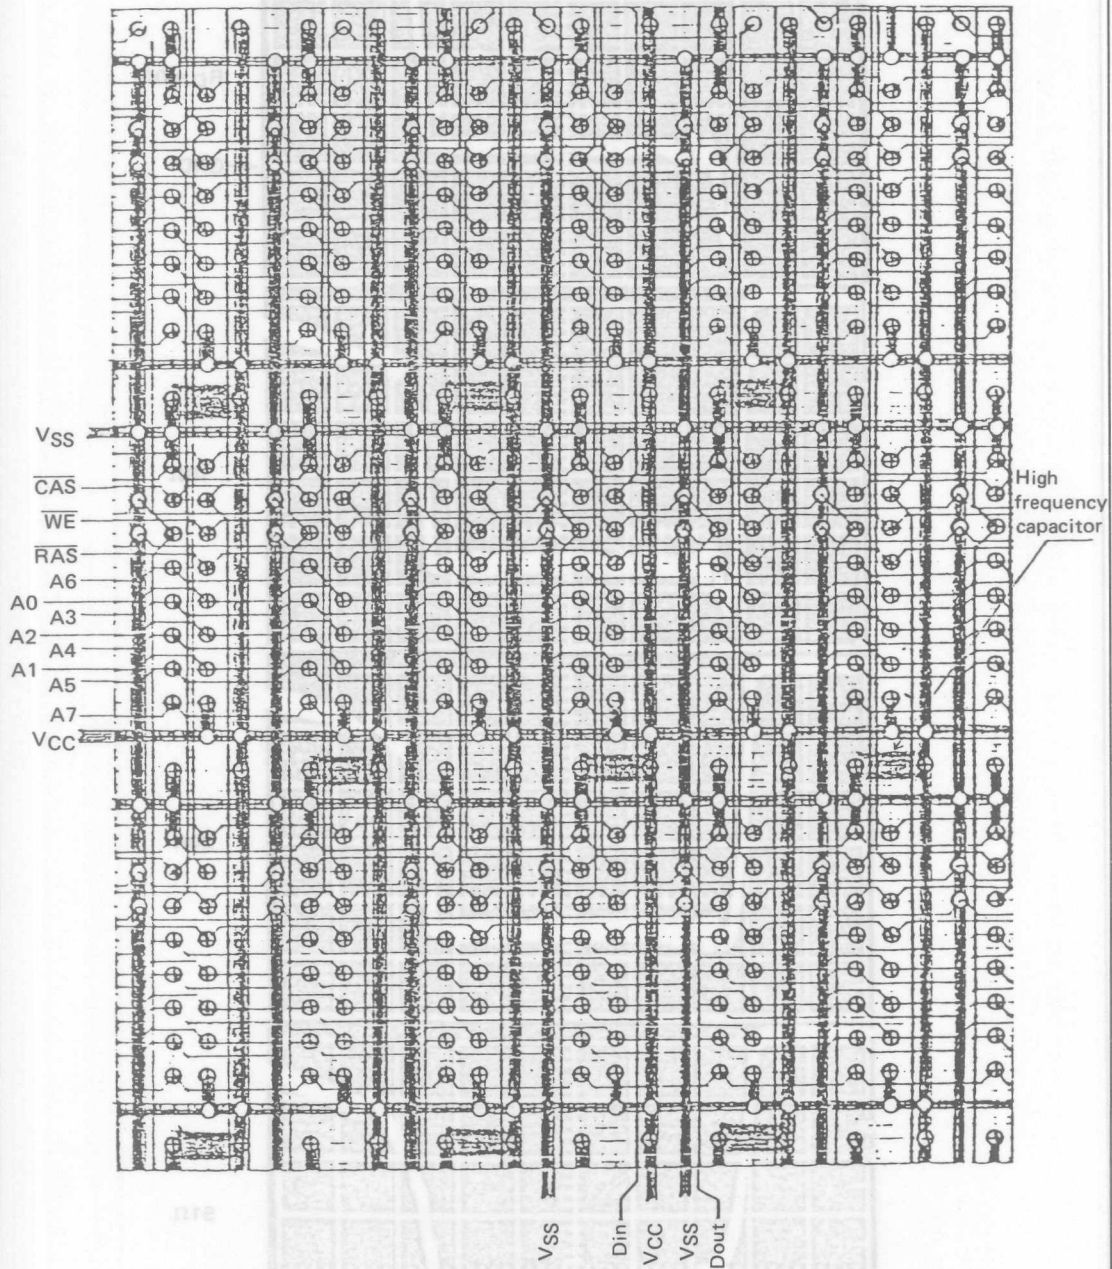 VSS
CAS
WE
RAS
A6
A0
A3
A2
A4
A1
A5
A7
VCC
High
frequency
capacitor
VSS
Din
VCC
VSS
Dout